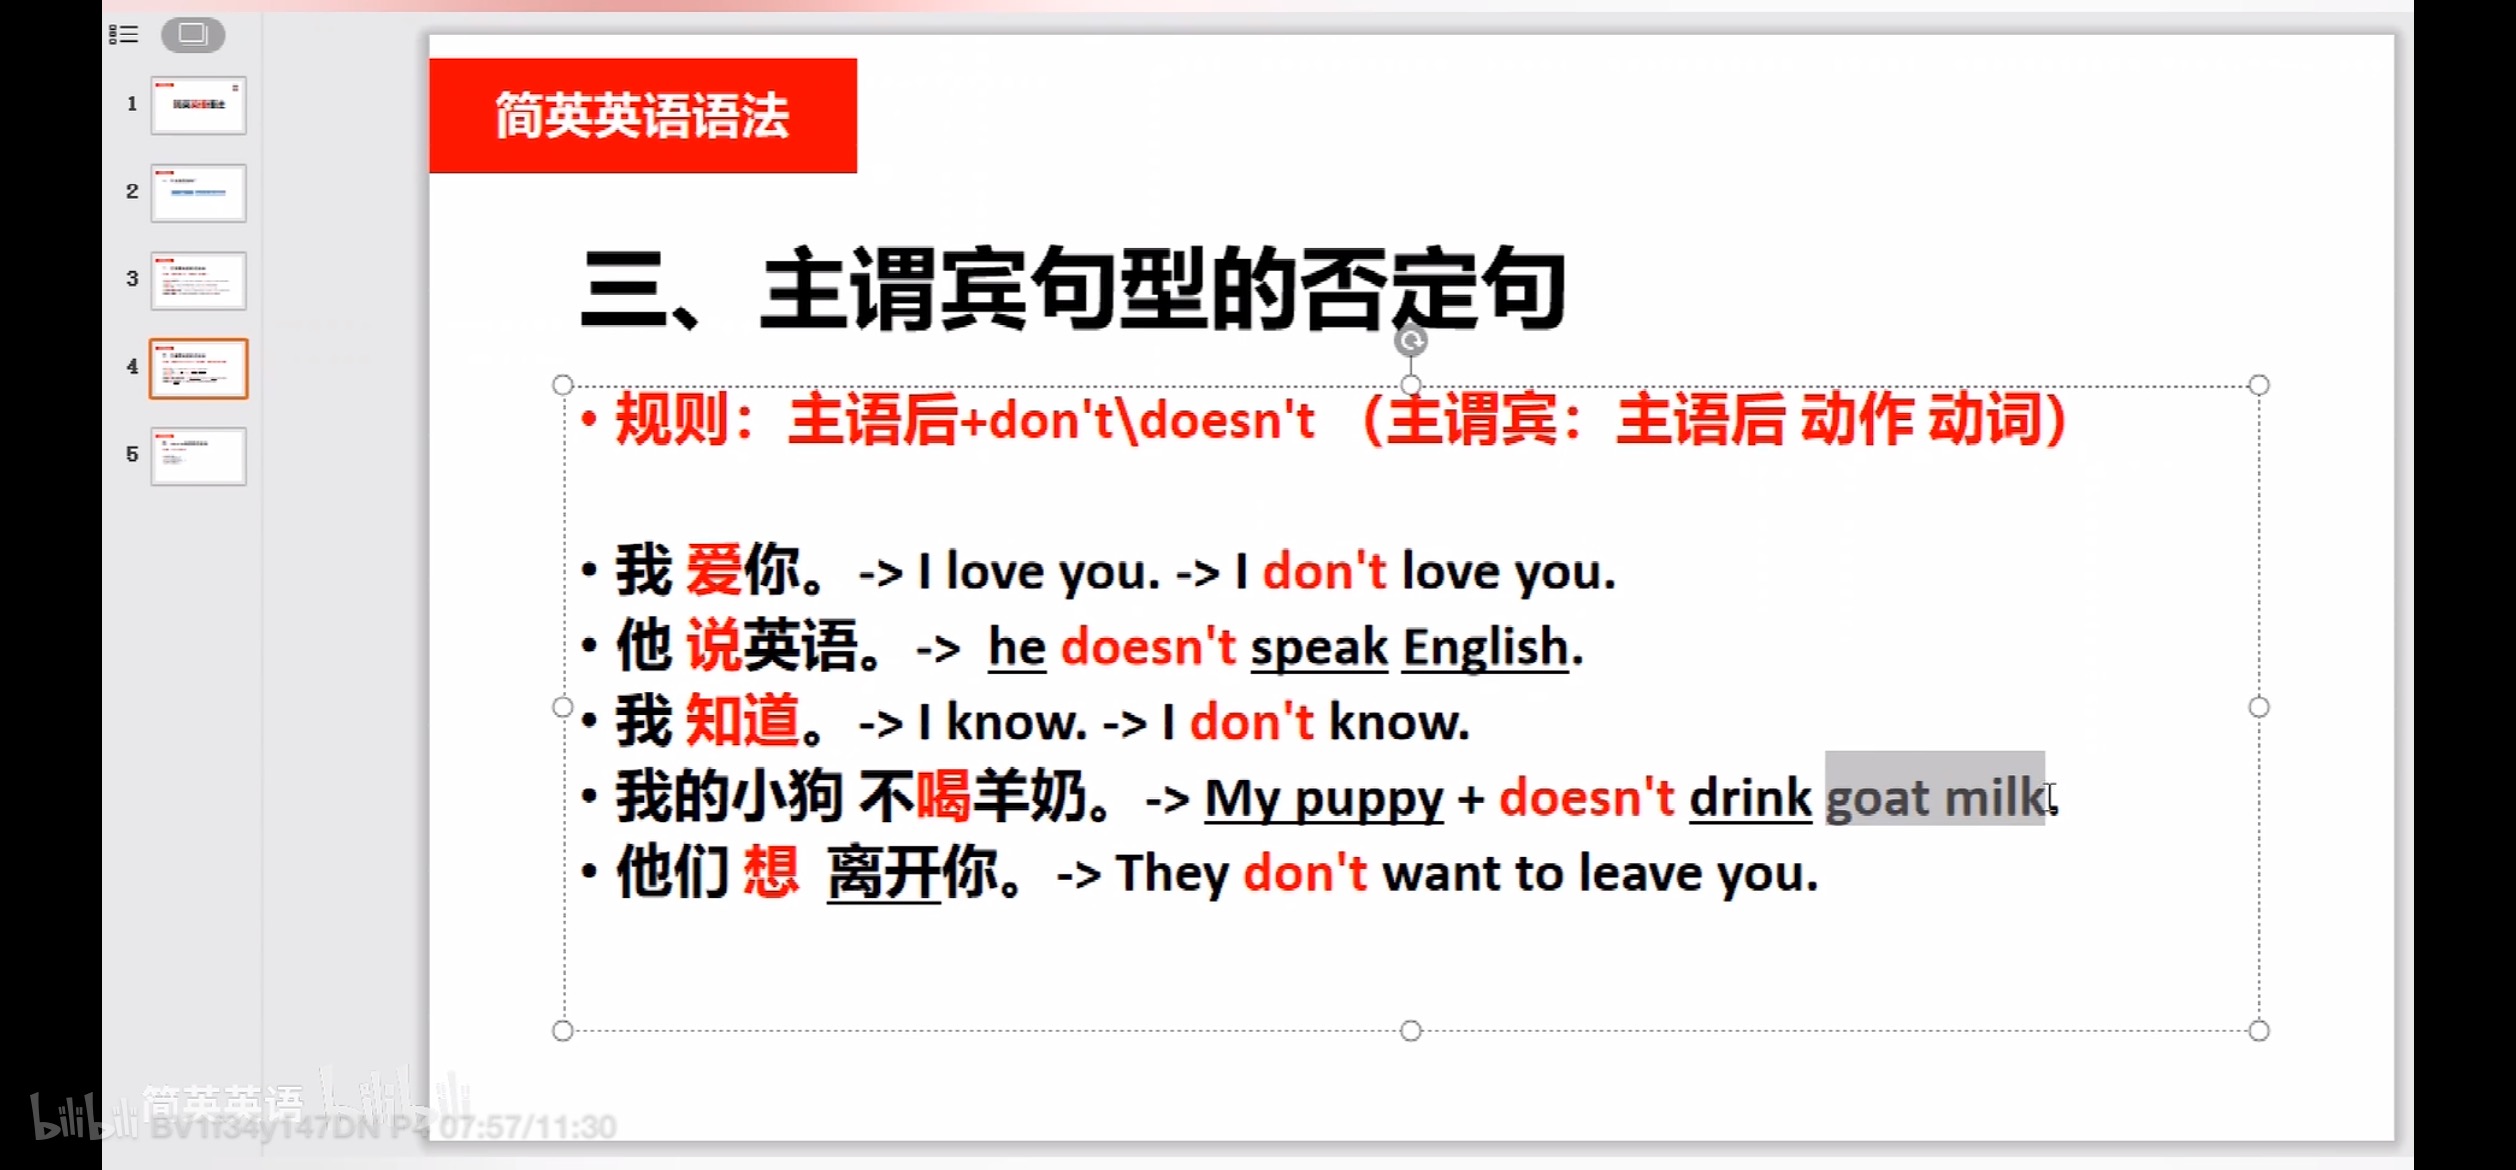 简英英语语法
1
2
3
4
5
三、主谓宾句型的否定句
• 规则：主语后+don't\doesn't （主谓宾：主语后 动作 动词）
• 我 爱你。-> I love you. -> I don't love you.
• 他 说英语。-> he doesn't speak English.
• 我 知道。-> I know. -> I don't know.
• 我的小狗 不喝羊奶。-> My puppy + doesn't drink goat milk.
• 他们 想 离开你。-> They don't want to leave you.
bilibili 简英英语 bilibili
BV1f34y147DN P4 07:57/11:30